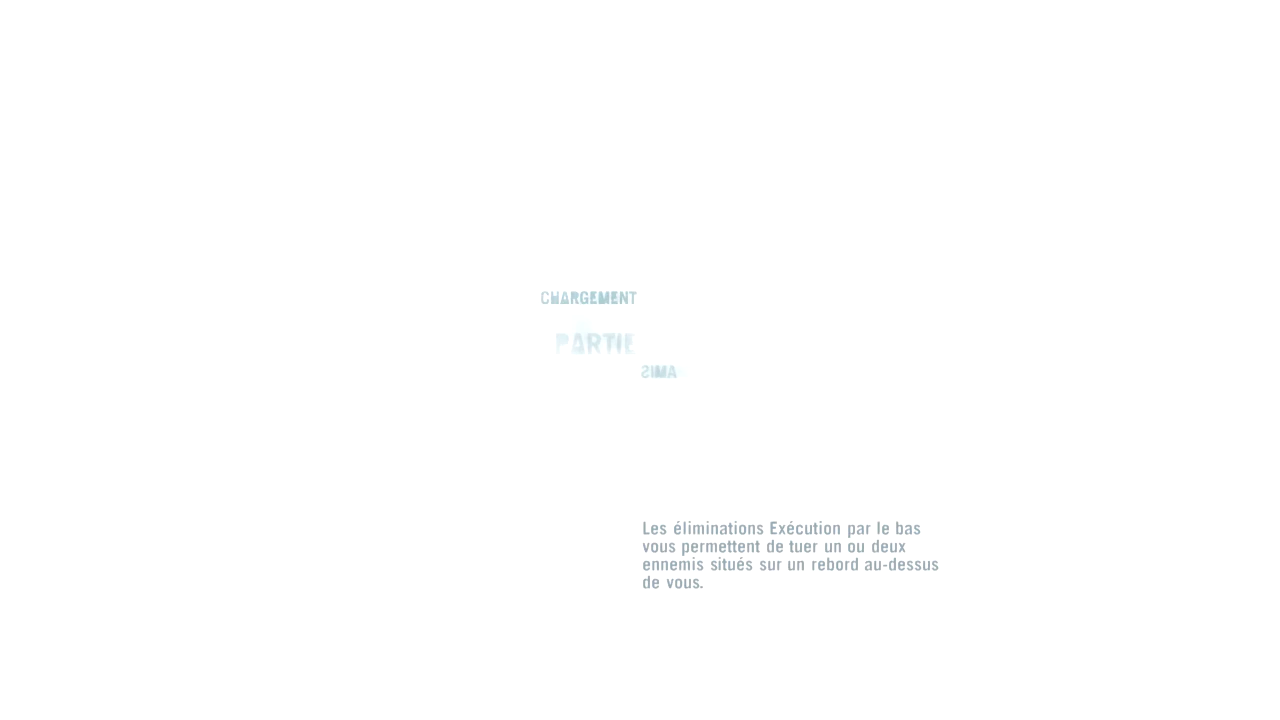 CHARGEMENT
PARTIE
AMIS
Les éliminations Exécution par le bas
vous permettent de tuer un ou deux
ennemis situés sur un rebord au-dessus
de vous.